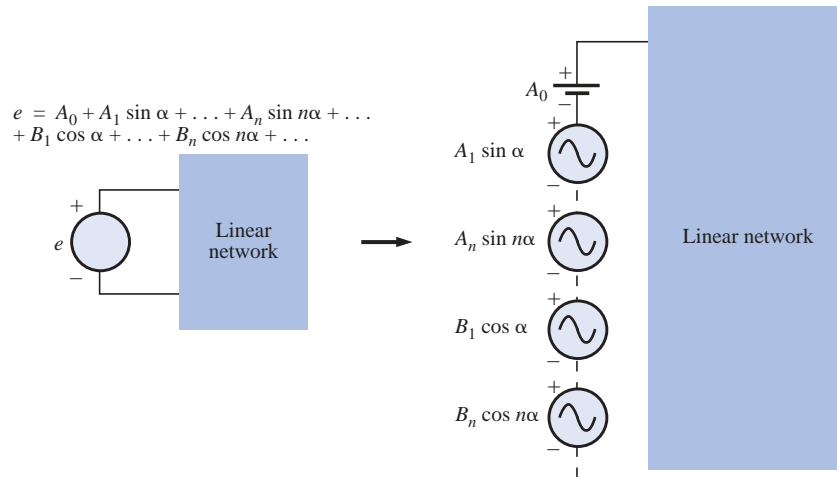 e = A₀ + A₁ sin α + . . . + Aₙ sin nα + . . .
+ B₁ cos α + . . . + Bₙ cos nα + . . .
+
e
−
Linear
network
+
A₀
−
+
A₁ sin α
−
+
Aₙ sin nα
−
+
B₁ cos α
−
+
Bₙ cos nα
−
Linear network